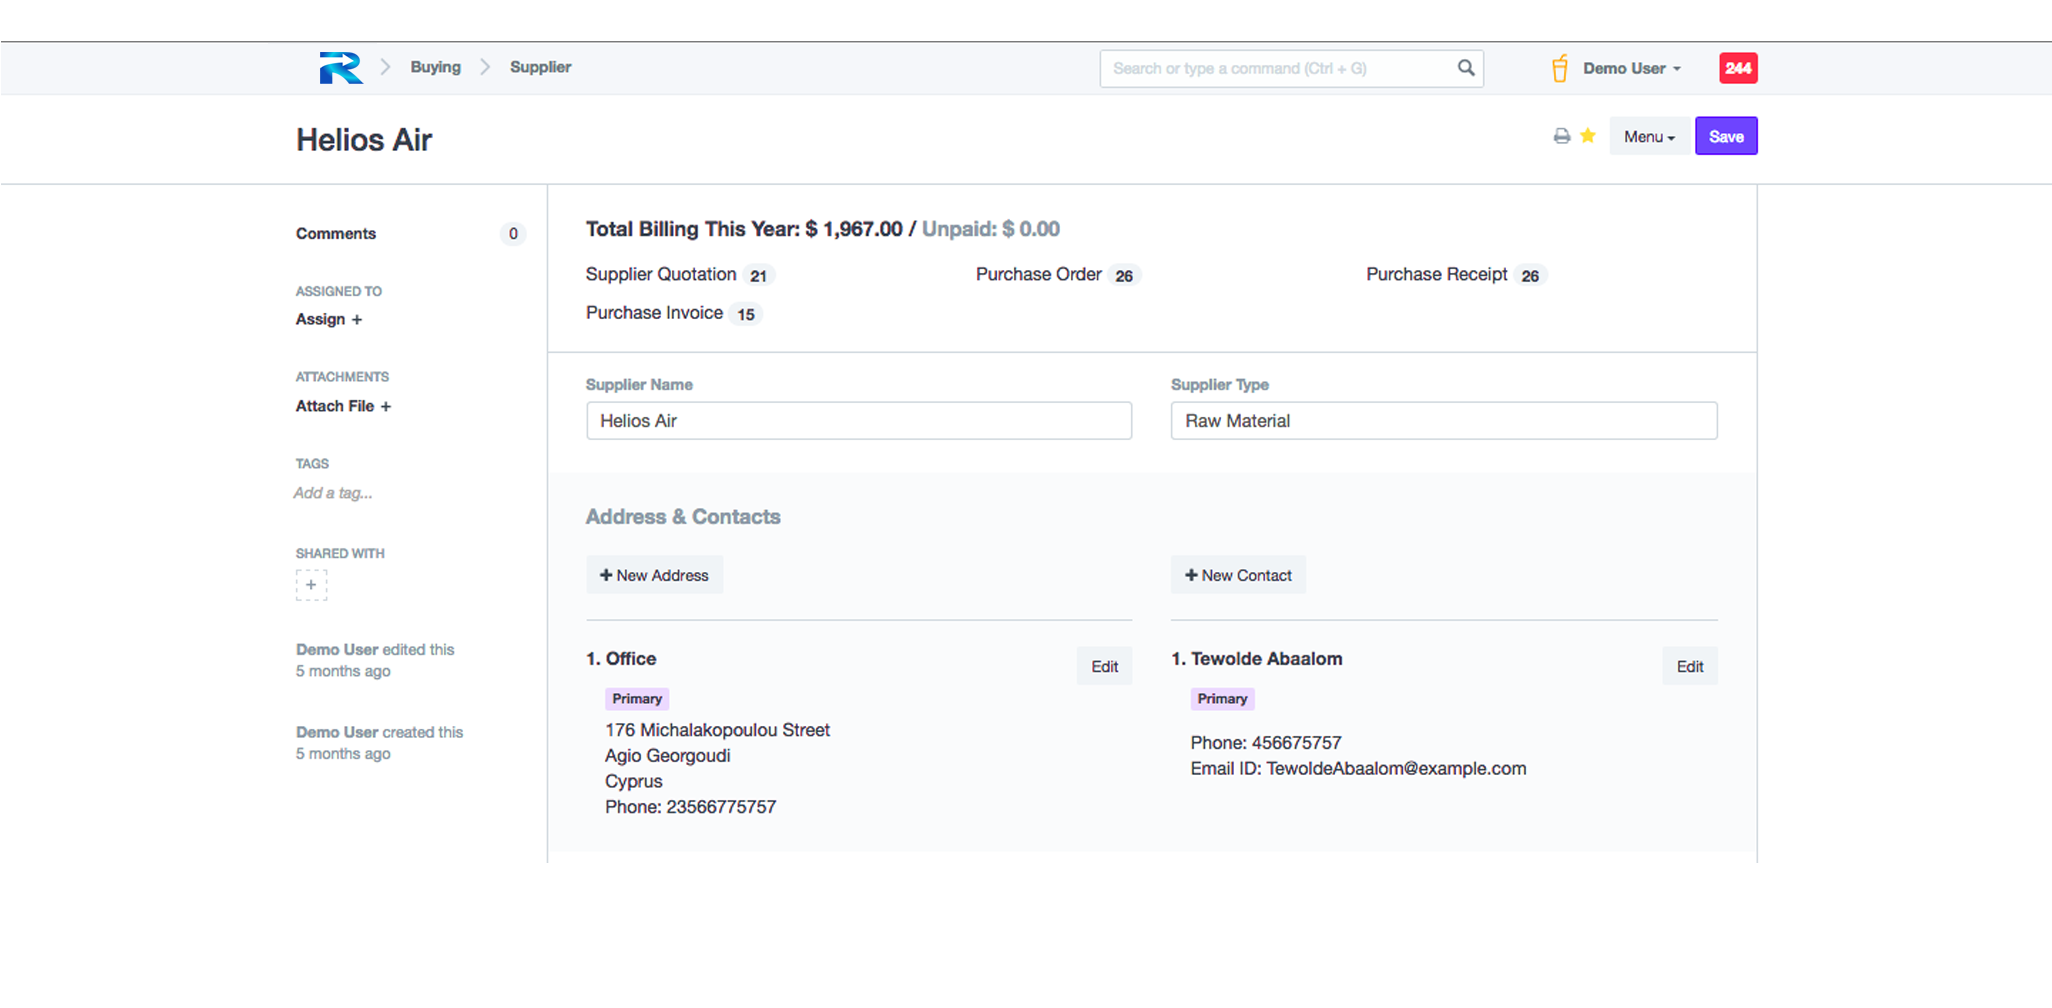 Buying
Supplier
Search or type a command (Ctrl + G)
Demo User
244
Helios Air
Menu
Save
Comments 0
ASSIGNED TO
Assign +
ATTACHMENTS
Attach File +
TAGS
Add a tag...
SHARED WITH
+
Demo User edited this
5 months ago
Demo User created this
5 months ago
Total Billing This Year: $ 1,967.00 / Unpaid: $ 0.00
Supplier Quotation 21
Purchase Order 26
Purchase Receipt 26
Purchase Invoice 15
Supplier Name
Helios Air
Supplier Type
Raw Material
Address & Contacts
+ New Address
+ New Contact
1. Office
Edit
Primary
176 Michalakopoulou Street
Agio Georgoudi
Cyprus
Phone: 23566775757
1. Tewolde Abaalom
Edit
Primary
Phone: 456675757
Email ID: TewoldeAbaalom@example.com